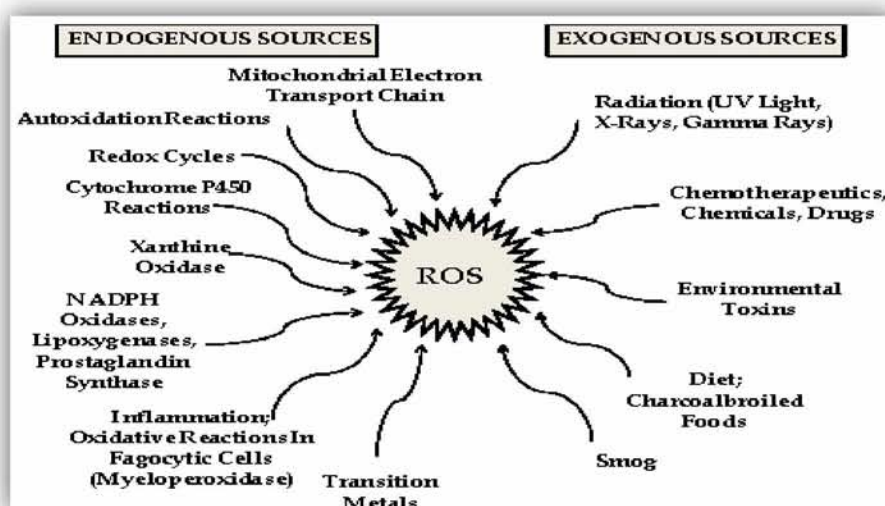 ENDOGENOUS SOURCES
EXOGENOUS SOURCES
Mitochondrial Electron
Transport Chain
Autoxidation Reactions
Redox Cycles
Cytochrome P450
Reactions
Xanthine
Oxidase
NADPH
Oxidases,
Lipoxygenases,
Prostaglandin
Synthase
Inflammation;
Oxidative Reactions In
Fagocytic Cells
(Myeloperoxidase)
Transition
Metals
ROS
Radiation (UV Light,
X-Rays, Gamma Rays)
Chemotherapeutics,
Chemicals, Drugs
Environmental
Toxins
Diet;
Charcoalbroiled
Foods
Smog